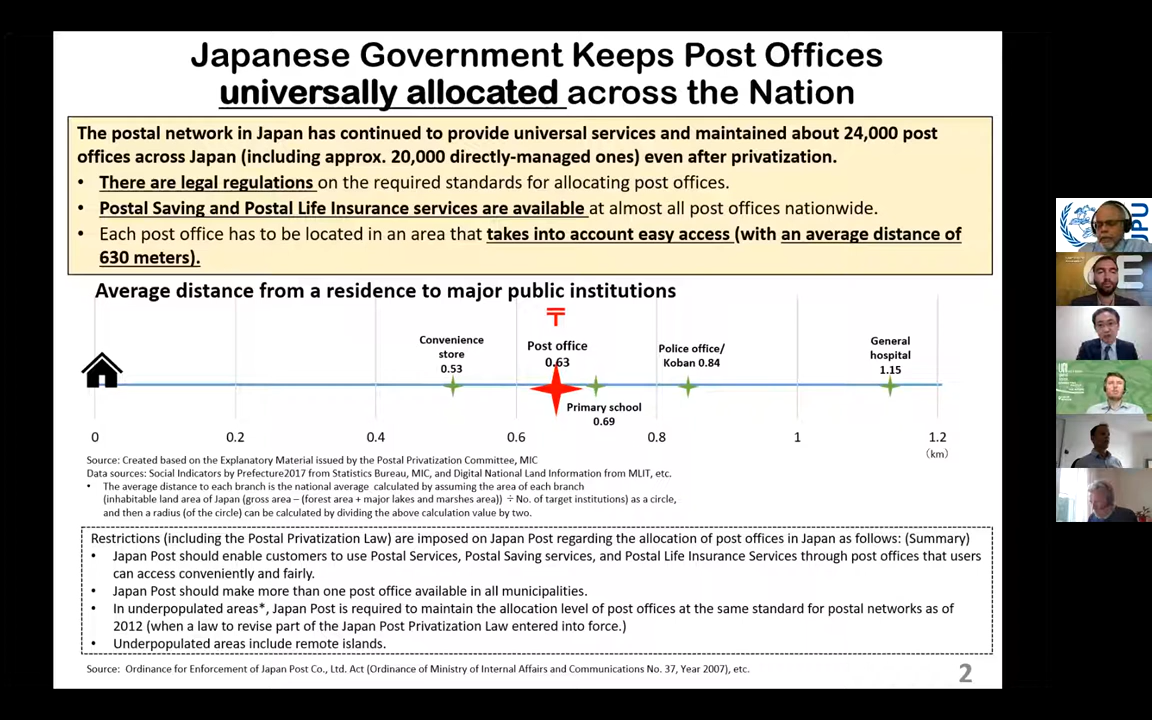 Japanese Government Keeps Post Offices
universally allocated across the Nation
The postal network in Japan has continued to provide universal services and maintained about 24,000 post
offices across Japan (including approx. 20,000 directly-managed ones) even after privatization.
• There are legal regulations on the required standards for allocating post offices.
• Postal Saving and Postal Life Insurance services are available at almost all post offices nationwide.
• Each post office has to be located in an area that takes into account easy access (with an average distance of
630 meters).
Average distance from a residence to major public institutions
〒
Convenience
store
0.53
Post office
0.63
Primary school
0.69
Police office/
Koban 0.84
General
hospital
1.15
0 0.2 0.4 0.6 0.8 1 1.2
(km)
Source: Created based on the Explanatory Material issued by the Postal Privatization Committee, MIC
Data sources: Social Indicators by Prefecture2017 from Statistics Bureau, MIC, and Digital National Land Information from MLIT, etc.
• The average distance to each branch is the national average calculated by assuming the area of each branch
(inhabitable land area of Japan (gross area – (forest area + major lakes and marshes area)) ÷ No. of target institutions) as a circle,
and then a radius (of the circle) can be calculated by dividing the above calculation value by two.
Restrictions (including the Postal Privatization Law) are imposed on Japan Post regarding the allocation of post offices in Japan as follows: (Summary)
• Japan Post should enable customers to use Postal Services, Postal Saving services, and Postal Life Insurance Services through post offices that users
can access conveniently and fairly.
• Japan Post should make more than one post office available in all municipalities.
• In underpopulated areas*, Japan Post is required to maintain the allocation level of post offices at the same standard for postal networks as of
2012 (when a law to revise part of the Japan Post Privatization Law entered into force.)
• Underpopulated areas include remote islands.
Source: Ordinance for Enforcement of Japan Post Co., Ltd. Act (Ordinance of Ministry of Internal Affairs and Communications No. 37, Year 2007), etc.
2
UPU